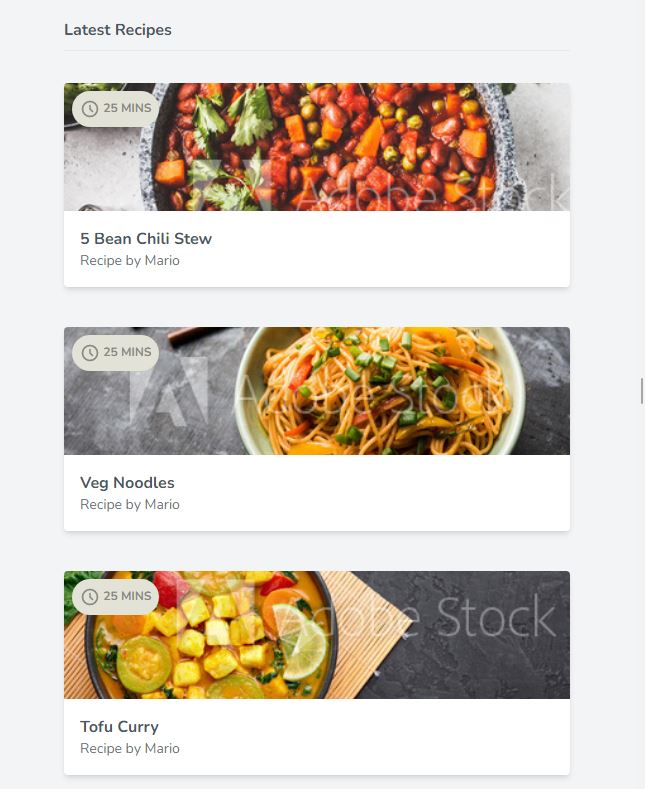 Latest Recipes
25 MINS
Adobe Stock
5 Bean Chili Stew
Recipe by Mario
25 MINS
Adobe Stock
Veg Noodles
Recipe by Mario
25 MINS
Adobe Stock
Tofu Curry
Recipe by Mario